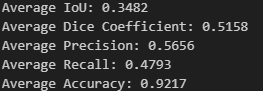 Average IoU: 0.3482
Average Dice Coefficient: 0.5158
Average Precision: 0.5656
Average Recall: 0.4793
Average Accuracy: 0.9217